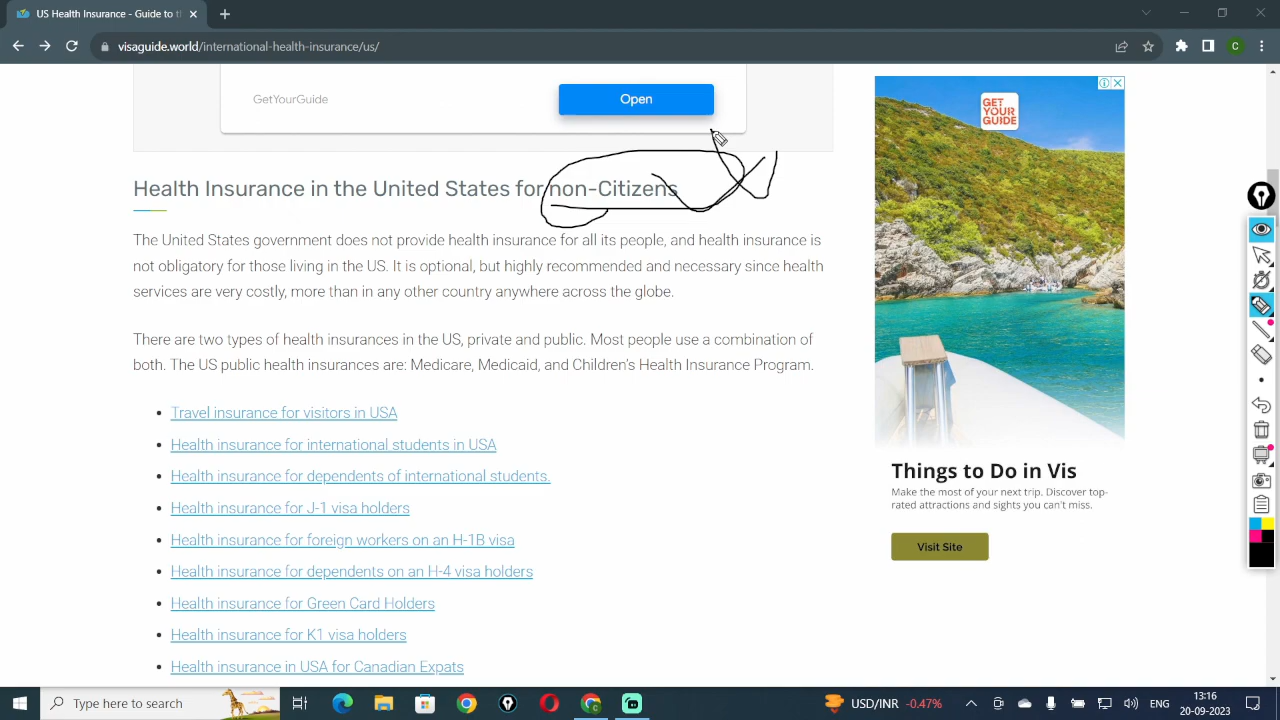 US Health Insurance - Guide to t
visaguide.world/international-health-insurance/us/
C
GetYourGuide
Open
Health Insurance in the United States for non-Citizens
The United States government does not provide health insurance for all its people, and health insurance is
not obligatory for those living in the US. It is optional, but highly recommended and necessary since health
services are very costly, more than in any other country anywhere across the globe.
There are two types of health insurances in the US, private and public. Most people use a combination of
both. The US public health insurances are: Medicare, Medicaid, and Children's Health Insurance Program.
Travel insurance for visitors in USA
Health insurance for international students in USA
Health insurance for dependents of international students.
Health insurance for J-1 visa holders
Health insurance for foreign workers on an H-1B visa
Health insurance for dependents on an H-4 visa holders
Health insurance for Green Card Holders
Health insurance for K1 visa holders
Health insurance in USA for Canadian Expats
GET
YOUR
GUIDE
Things to Do in Vis
Make the most of your next trip. Discover top-
rated attractions and sights you can't miss.
Visit Site
Type here to search
USD/INR -0.47%
ENG
13:16
20-09-2023